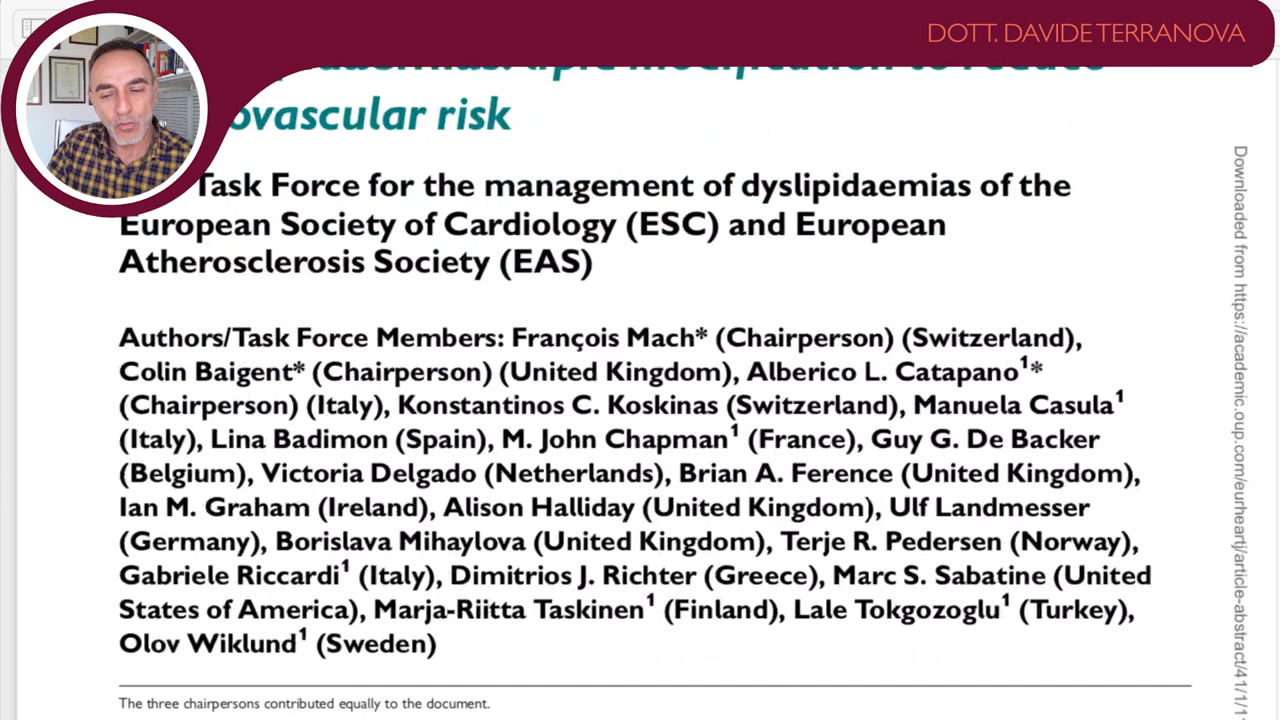 DOTT. DAVIDE TERRANOVA
lipid modification to reduce
ovascular risk
Task Force for the management of dyslipidaemias of the
European Society of Cardiology (ESC) and European
Atherosclerosis Society (EAS)
Authors/Task Force Members: François Mach* (Chairperson) (Switzerland),
Colin Baigent* (Chairperson) (United Kingdom), Alberico L. Catapano¹*
(Chairperson) (Italy), Konstantinos C. Koskinas (Switzerland), Manuela Casula¹
(Italy), Lina Badimon (Spain), M. John Chapman¹ (France), Guy G. De Backer
(Belgium), Victoria Delgado (Netherlands), Brian A. Ference (United Kingdom),
Ian M. Graham (Ireland), Alison Halliday (United Kingdom), Ulf Landmesser
(Germany), Borislava Mihaylova (United Kingdom), Terje R. Pedersen (Norway),
Gabriele Riccardi¹ (Italy), Dimitrios J. Richter (Greece), Marc S. Sabatine (United
States of America), Marja-Riitta Taskinen¹ (Finland), Lale Tokgozoglu¹ (Turkey),
Olov Wiklund¹ (Sweden)
The three chairpersons contributed equally to the document.
Downloaded from https://academic.oup.com/eurheartj/article-abstract/41/1/1